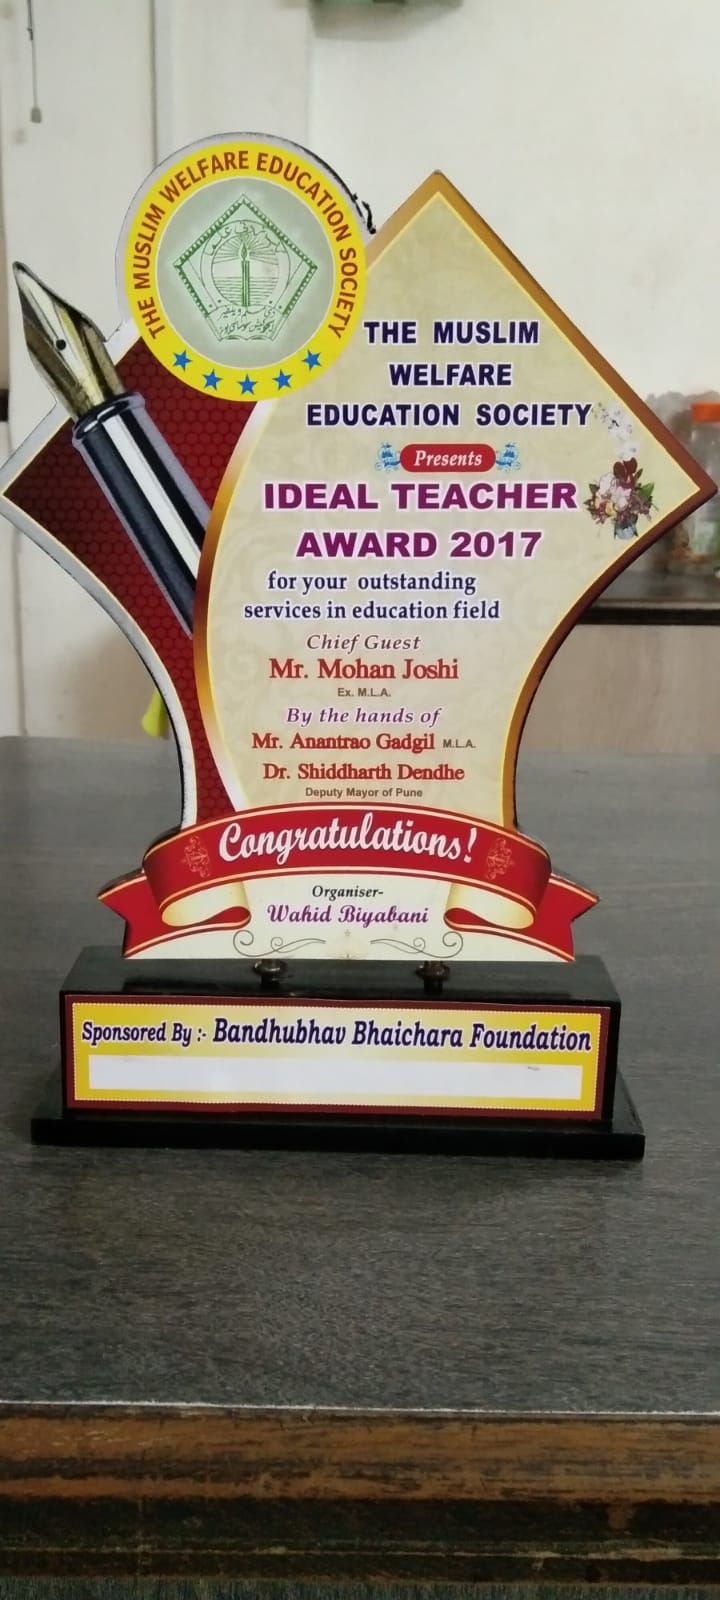 THE MUSLIM WELFARE EDUCATION SOCIETY
THE MUSLIM
WELFARE
EDUCATION SOCIETY
Presents
IDEAL TEACHER
AWARD 2017
for your outstanding
services in education field
Chief Guest
Mr. Mohan Joshi
Ex. M.L.A.
By the hands of
Mr. Anantrao Gadgil M.L.A.
Dr. Shiddharth Dendhe
Deputy Mayor of Pune
Congratulations!
Organiser-
Wahid Biyabani
Sponsored By :- Bandhubhav Bhaichara Foundation